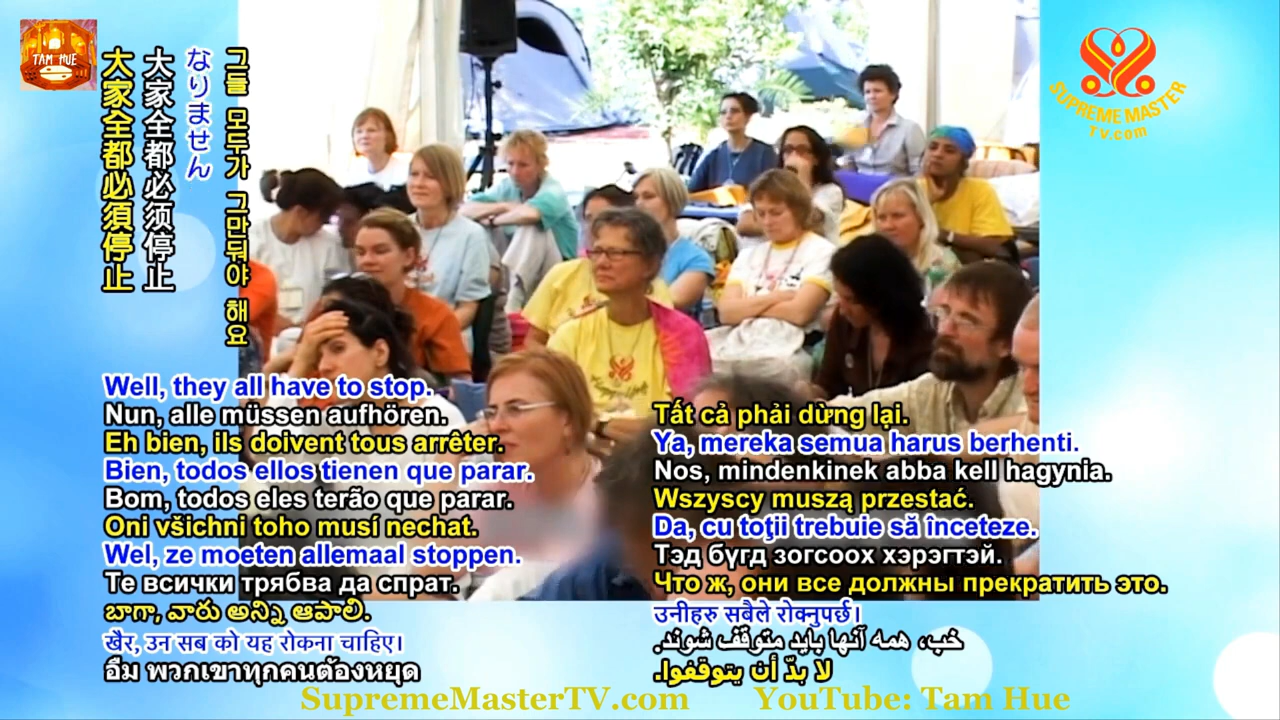 TAM HUE
SUPREME MASTER
TV.com
大家全都必須停止
大家全都必须停止
なりません
그들 모두가 그만둬야 해요
Well, they all have to stop.
Nun, alle müssen aufhören.
Eh bien, ils doivent tous arrêter.
Bien, todos ellos tienen que parar.
Bom, todos eles terão que parar.
Oni všichni toho musí nechat.
Wel, ze moeten allemaal stoppen.
Те всички трябва да спрат.
బాగా, వారు అన్ని ఆపాలి.
खैर, उन सब को यह रोकना चाहिए।
อืม พวกเขาทุกคนต้องหยุด
Tất cả phải dừng lại.
Ya, mereka semua harus berhenti.
Nos, mindenkinek abba kell hagynia.
Wszyscy muszą przestać.
Da, cu toţii trebuie să înceteze.
Тэд бүгд зогсоох хэрэгтэй.
Что ж, они все должны прекратить это.
उनीहरु सबैले रोक्नुपर्छ।
خب، همه آنها باید متوقف شوند.
لا بدّ أن يتوقفوا.
SupremeMasterTV.com
YouTube: Tam Hue